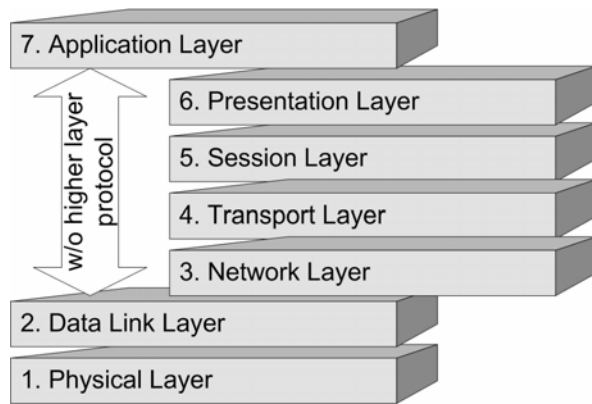 7. Application Layer
6. Presentation Layer
w/o higher layer
protocol
5. Session Layer
4. Transport Layer
3. Network Layer
2. Data Link Layer
1. Physical Layer